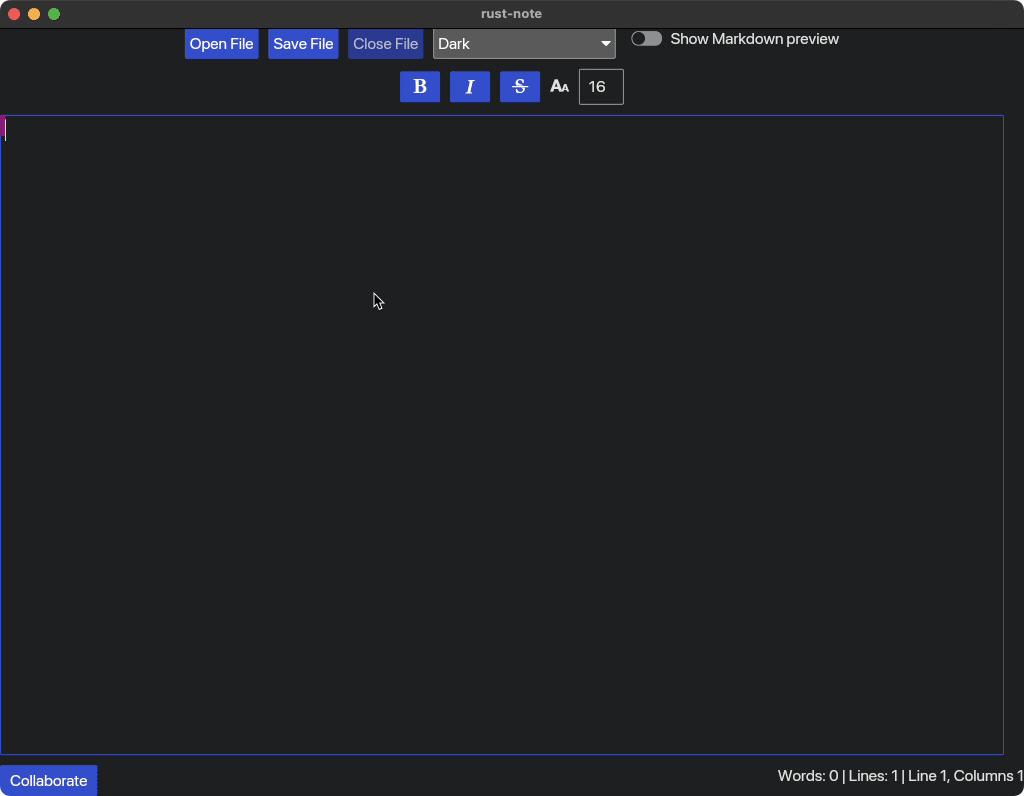 rust-note
Open File Save File Close File Dark Show Markdown preview
B I S AA 16
Collaborate Words: 0 | Lines: 1 | Line 1, Columns 1